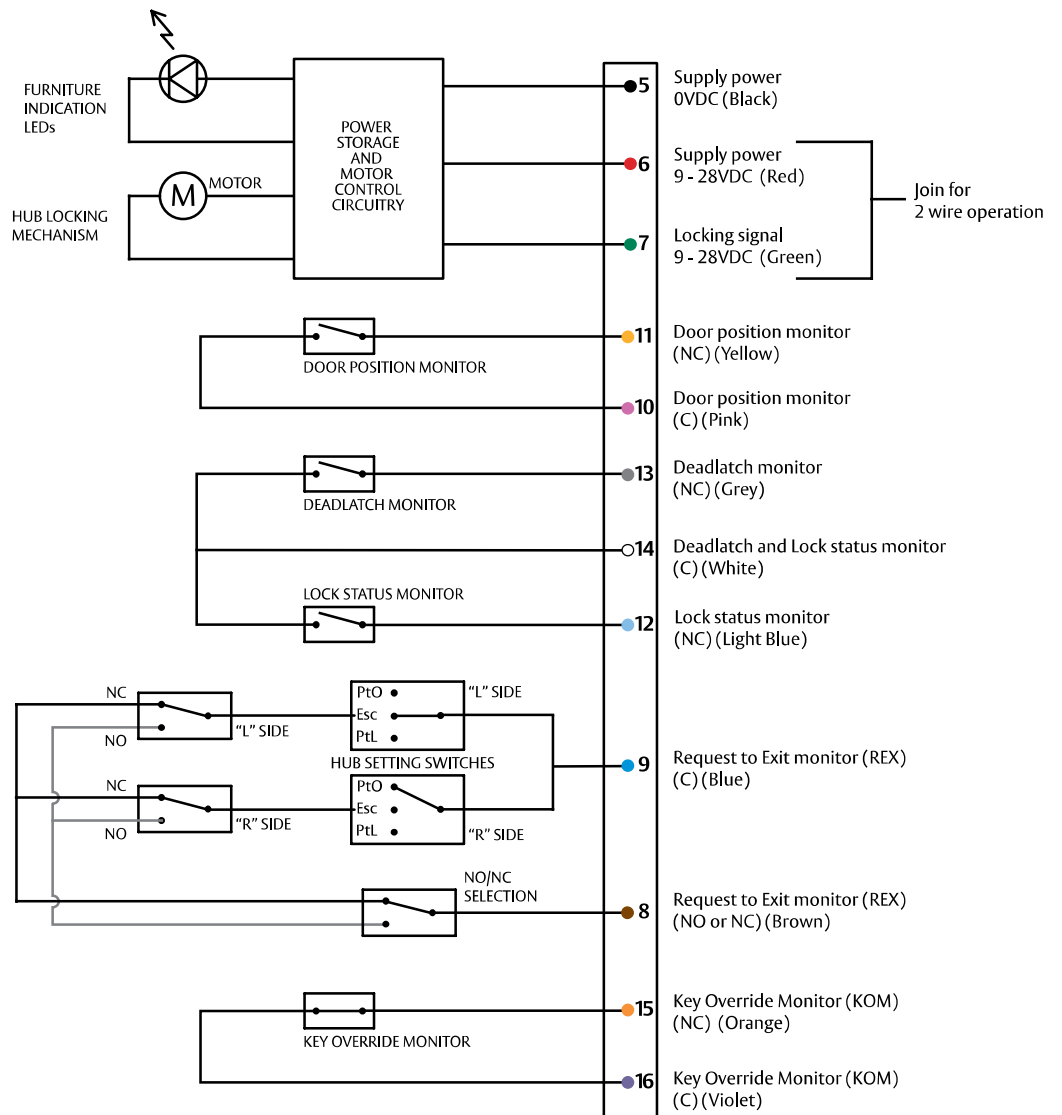 FURNITURE
INDICATION
LEDs
POWER
STORAGE
AND
MOTOR
CONTROL
CIRCUITRY
M
MOTOR
HUB LOCKING
MECHANISM
5
Supply power
0VDC (Black)
6
Supply power
9 - 28VDC (Red)
7
Locking signal
9 - 28VDC (Green)
Join for
2 wire operation
DOOR POSITION MONITOR
11
Door position monitor
(NC) (Yellow)
10
Door position monitor
(C) (Pink)
DEADLATCH MONITOR
13
Deadlatch monitor
(NC) (Grey)
14
Deadlatch and Lock status monitor
(C) (White)
LOCK STATUS MONITOR
12
Lock status monitor
(NC) (Light Blue)
NC
NO
"L" SIDE
PtO
Esc
PtL
"L" SIDE
HUB SETTING SWITCHES
NC
NO
"R" SIDE
PtO
Esc
PtL
"R" SIDE
9
Request to Exit monitor (REX)
(C) (Blue)
NO/NC
SELECTION
8
Request to Exit monitor (REX)
(NO or NC) (Brown)
KEY OVERRIDE MONITOR
15
Key Override Monitor (KOM)
(NC) (Orange)
16
Key Override Monitor (KOM)
(C) (Violet)